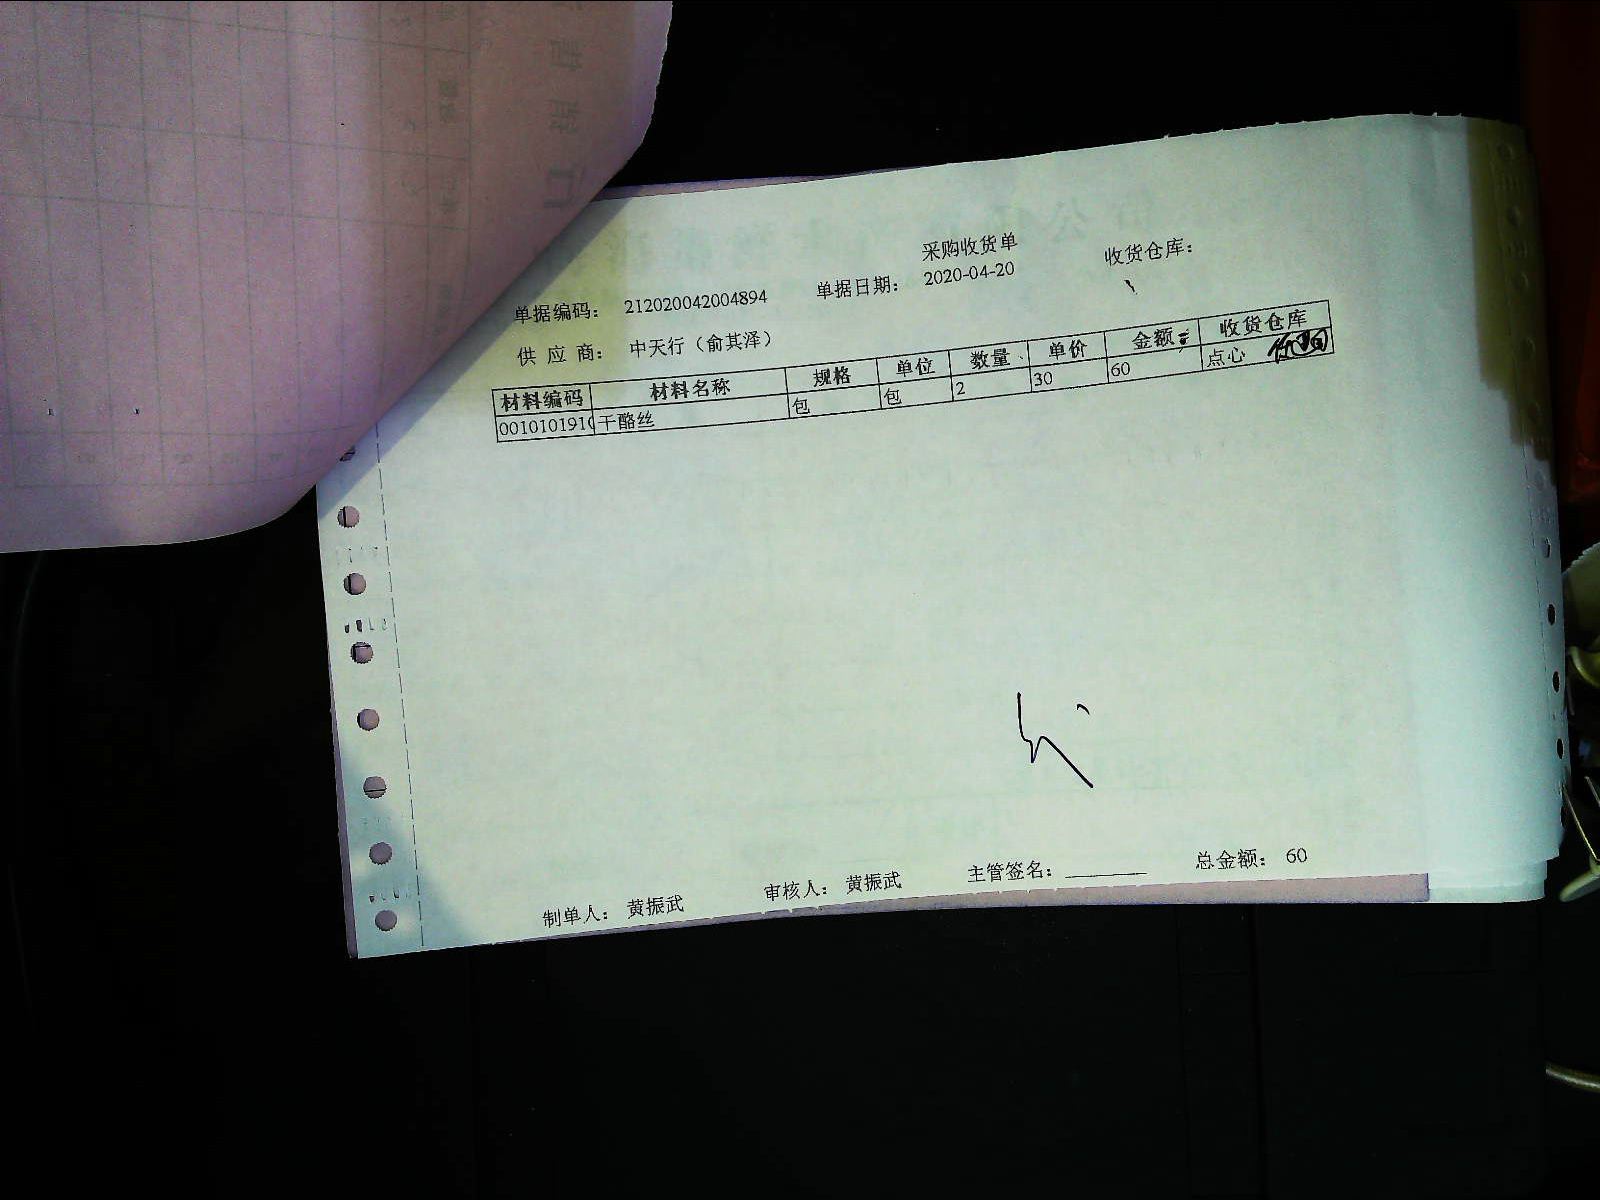 采购收货单
单据编码： 212020042004894 单据日期： 2020-04-20 收货仓库：
供 应 商： 中天行（俞其泽）
材料编码 材料名称 规格 单位 数量 单价 金额 收货仓库
0010101910 干酪丝 包 包 2 30 60 点心
制单人： 黄振武 审核人： 黄振武 主管签名： 总金额： 60